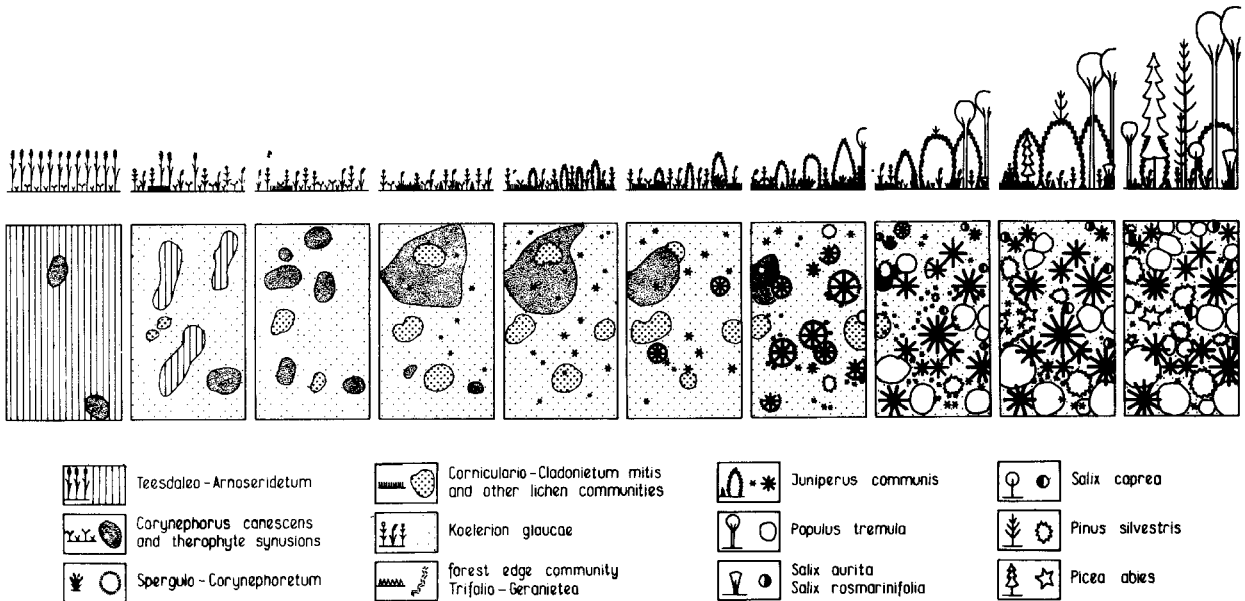 Teesdaleo-Arnoseridetum
Corynephorus canescens
and therophyte synusions
Spergulo-Corynephoretum
Corniculario-Cladonietum mitis
and other lichen communities
Koelerion glaucae
forest edge community
Trifolio-Geranietea
Juniperus communis
Populus tremula
Salix aurita
Salix rosmarinifolia
Salix caprea
Pinus silvestris
Picea abies